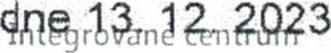 dne 13. 12. 2023
Integrované centrum